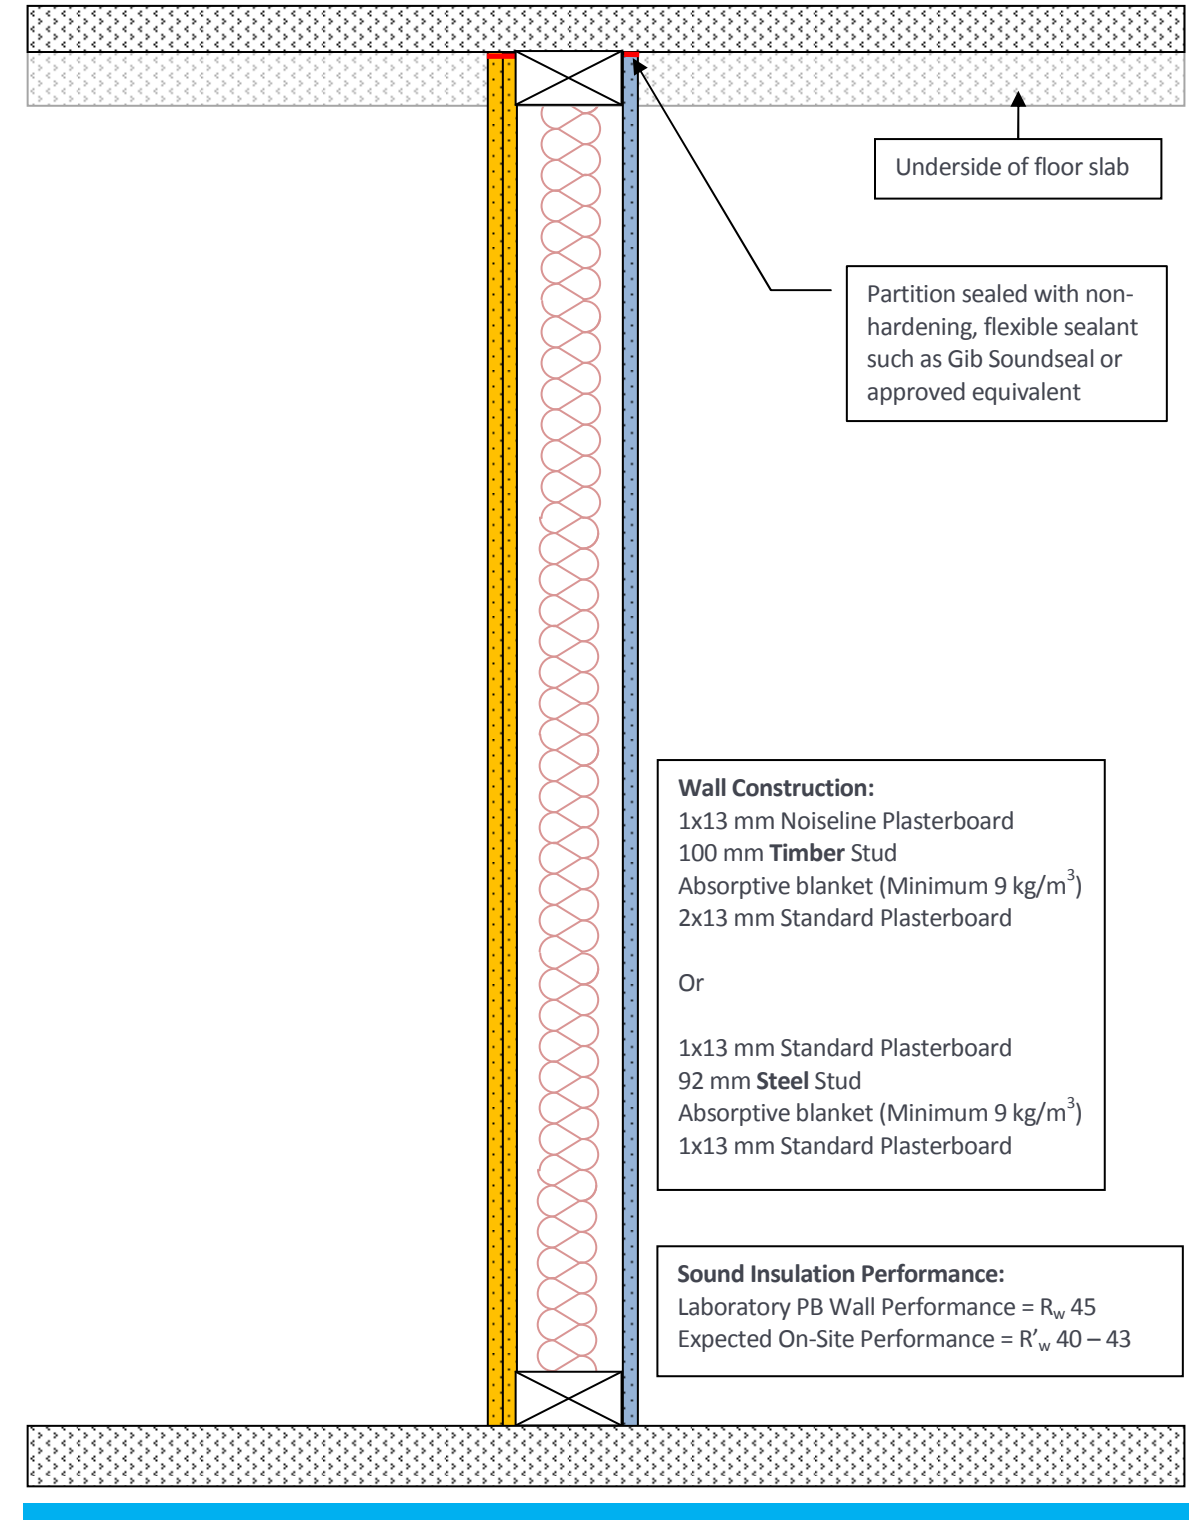 Underside of floor slab
Partition sealed with non-
hardening, flexible sealant
such as Gib Soundseal or
approved equivalent
Wall Construction:
1x13 mm Noiseline Plasterboard
100 mm Timber Stud
Absorptive blanket (Minimum 9 kg/m³)
2x13 mm Standard Plasterboard
Or
1x13 mm Standard Plasterboard
92 mm Steel Stud
Absorptive blanket (Minimum 9 kg/m³)
1x13 mm Standard Plasterboard
Sound Insulation Performance:
Laboratory PB Wall Performance = Rw 45
Expected On-Site Performance = R’w 40 – 43